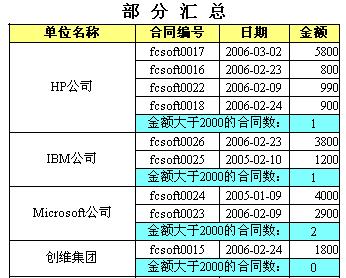 部 分 汇 总
单位名称 合同编号 日期 金额
HP公司 fcsoft0017 2006-03-02 5800
fcsoft0016 2006-02-23 800
fcsoft0022 2006-02-09 990
fcsoft0018 2006-02-24 900
金额大于2000的合同数: 1
IBM公司 fcsoft0026 2006-02-23 3800
fcsoft0025 2005-02-10 1200
金额大于2000的合同数: 1
Microsoft公司 fcsoft0024 2005-01-09 4000
fcsoft0023 2006-02-09 2900
金额大于2000的合同数: 2
创维集团 fcsoft0015 2006-02-24 1800
金额大于2000的合同数: 0